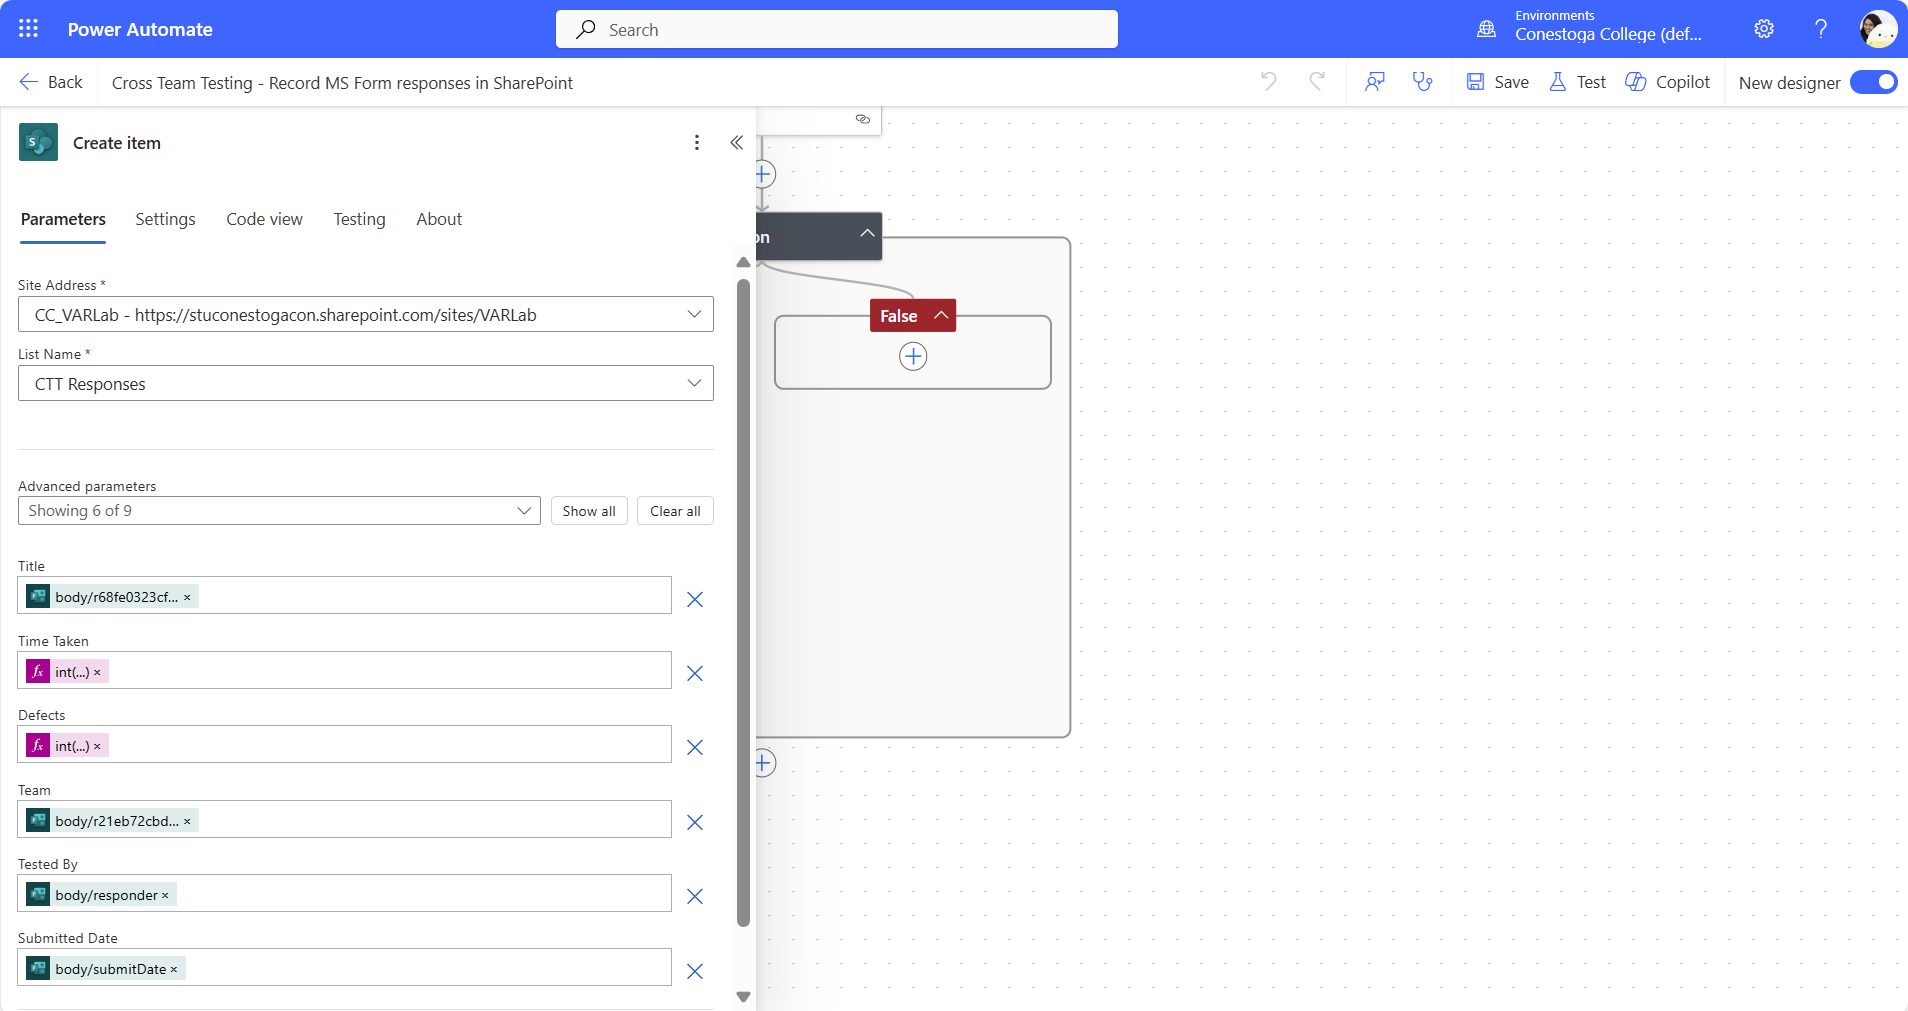 Power Automate
Search
Environments
Conestoga College (def...
Back
Cross Team Testing - Record MS Form responses in SharePoint
Save
Test
Copilot
New designer
Create item
Parameters
Settings
Code view
Testing
About
Site Address *
CC_VARLab - https://stuconestogacon.sharepoint.com/sites/VARLab
List Name *
CTT Responses
Advanced parameters
Showing 6 of 9
Show all
Clear all
Title
body/r68fe0323cf... ×
Time Taken
fx int(...) ×
Defects
fx int(...) ×
Team
body/r21eb72cbd... ×
Tested By
body/responder ×
Submitted Date
body/submitDate ×
on
False